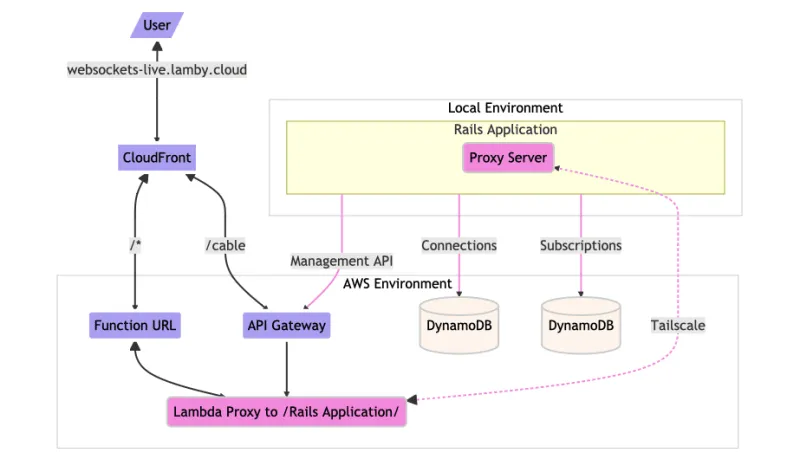 User
websockets-live.lamby.cloud
Local Environment
Rails Application
Proxy Server
CloudFront
/*
/cable
Management API
Connections
Subscriptions
AWS Environment
Function URL
API Gateway
DynamoDB
DynamoDB
Tailscale
Lambda Proxy to /Rails Application/